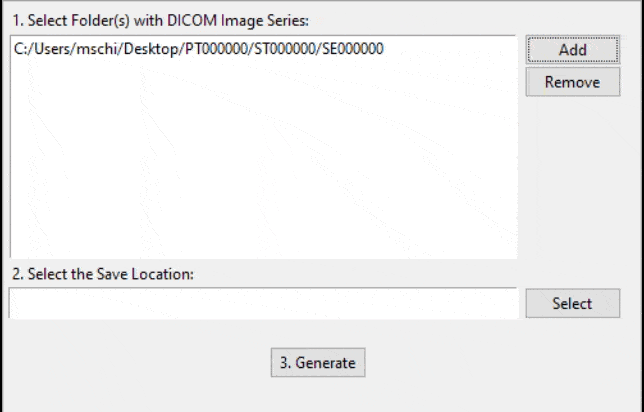 1. Select Folder(s) with DICOM Image Series:
C:/Users/mschi/Desktop/PT000000/ST000000/SE000000
Add
Remove
2. Select the Save Location:
Select
3. Generate